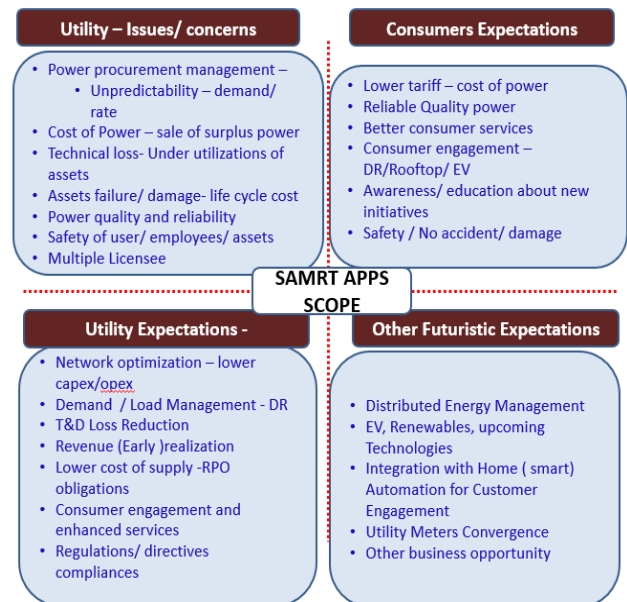 Utility – Issues/ concerns
Power procurement management –
Unpredictability – demand/
rate
Cost of Power – sale of surplus power
Technical loss- Under utilizations of
assets
Assets failure/ damage- life cycle cost
Power quality and reliability
Safety of user/ employees/ assets
Multiple Licensee
Consumers Expectations
Lower tariff – cost of power
Reliable Quality power
Better consumer services
Consumer engagement –
DR/Rooftop/ EV
Awareness/ education about new
initiatives
Safety / No accident/ damage
SAMRT APPS
SCOPE
Utility Expectations -
Network optimization – lower
capex/opex
Demand / Load Management - DR
T&D Loss Reduction
Revenue (Early )realization
Lower cost of supply -RPO
obligations
Consumer engagement and
enhanced services
Regulations/ directives
compliances
Other Futuristic Expectations
Distributed Energy Management
EV, Renewables, upcoming
Technologies
Integration with Home ( smart)
Automation for Customer
Engagement
Utility Meters Convergence
Other business opportunity